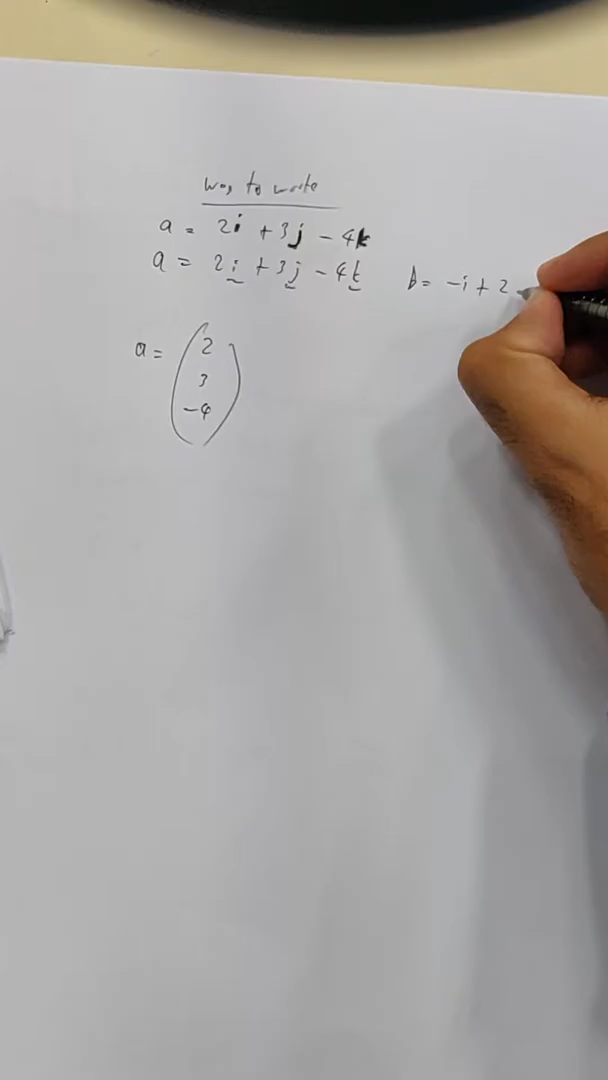 ways to write
a = 2i + 3j - 4k
a = 2i + 3j - 4k
b = -i + 2
a = (2
3
-4)